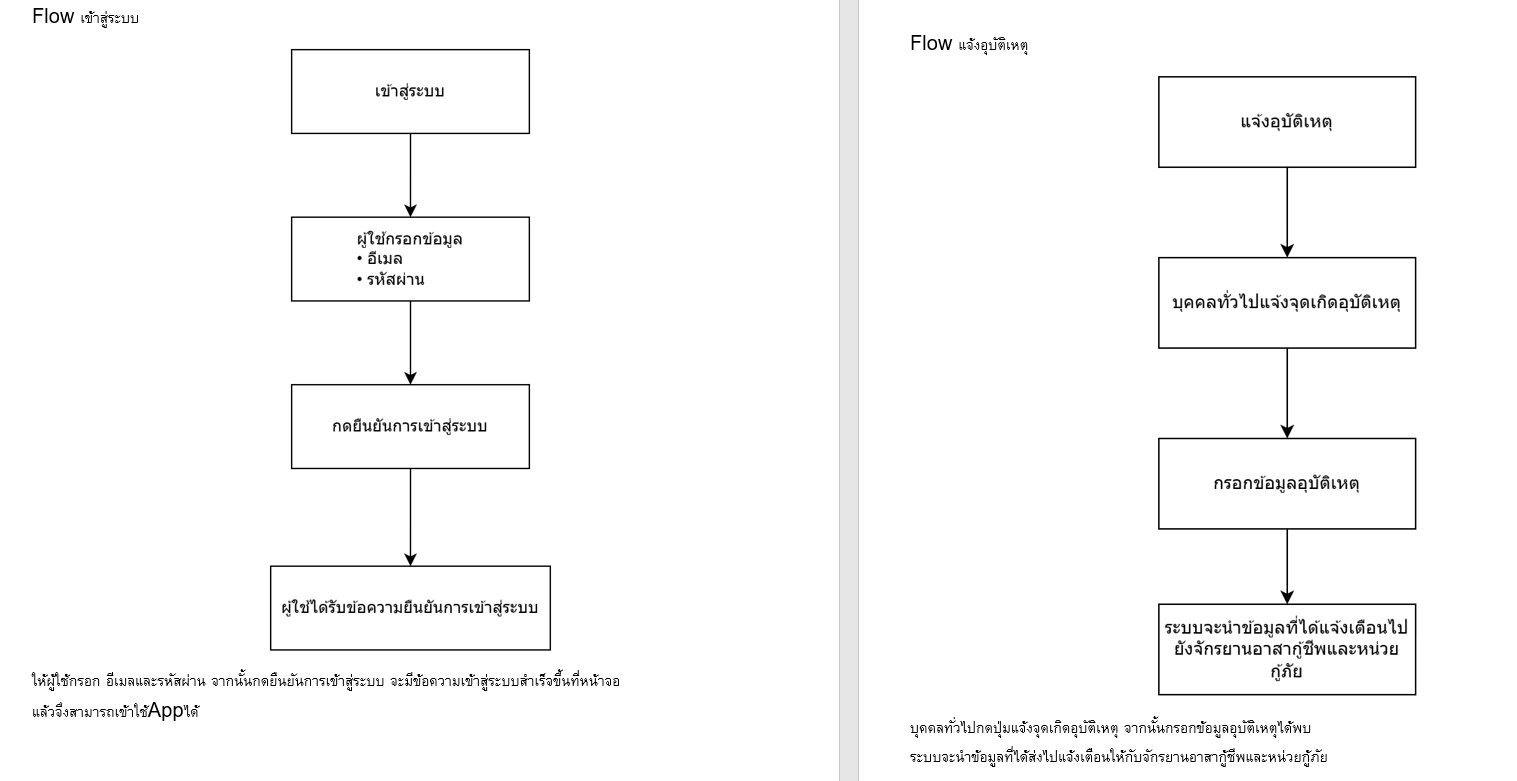 Flow เข้าสู่ระบบ
เข้าสู่ระบบ
ผู้ใช้กรอกข้อมูล
• อีเมล
• รหัสผ่าน
กดยืนยันการเข้าสู่ระบบ
ผู้ใช้ได้รับข้อความยืนยันการเข้าสู่ระบบ
ให้ผู้ใช้กรอก อีเมลและรหัสผ่าน จากนั้นกดยืนยันการเข้าสู่ระบบ จะมีข้อความเข้าสู่ระบบสำเร็จขึ้นที่หน้าจอ
แล้วจึงสามารถเข้าใช้Appได้
Flow แจ้งอุบัติเหตุ
แจ้งอุบัติเหตุ
บุคคลทั่วไปแจ้งจุดเกิดอุบัติเหตุ
กรอกข้อมูลอุบัติเหตุ
ระบบจะนำข้อมูลที่ได้แจ้งเตือนไป
ยังจักรยานอาสากู้ชีพและหน่วย
กู้ภัย
บุคคลทั่วไปกดปุ่มแจ้งจุดเกิดอุบัติเหตุ จากนั้นกรอกข้อมูลอุบัติเหตุได้พบ
ระบบจะนำข้อมูลที่ได้ส่งไปแจ้งเตือนให้กับจักรยานอาสากู้ชีพและหน่วยกู้ภัย